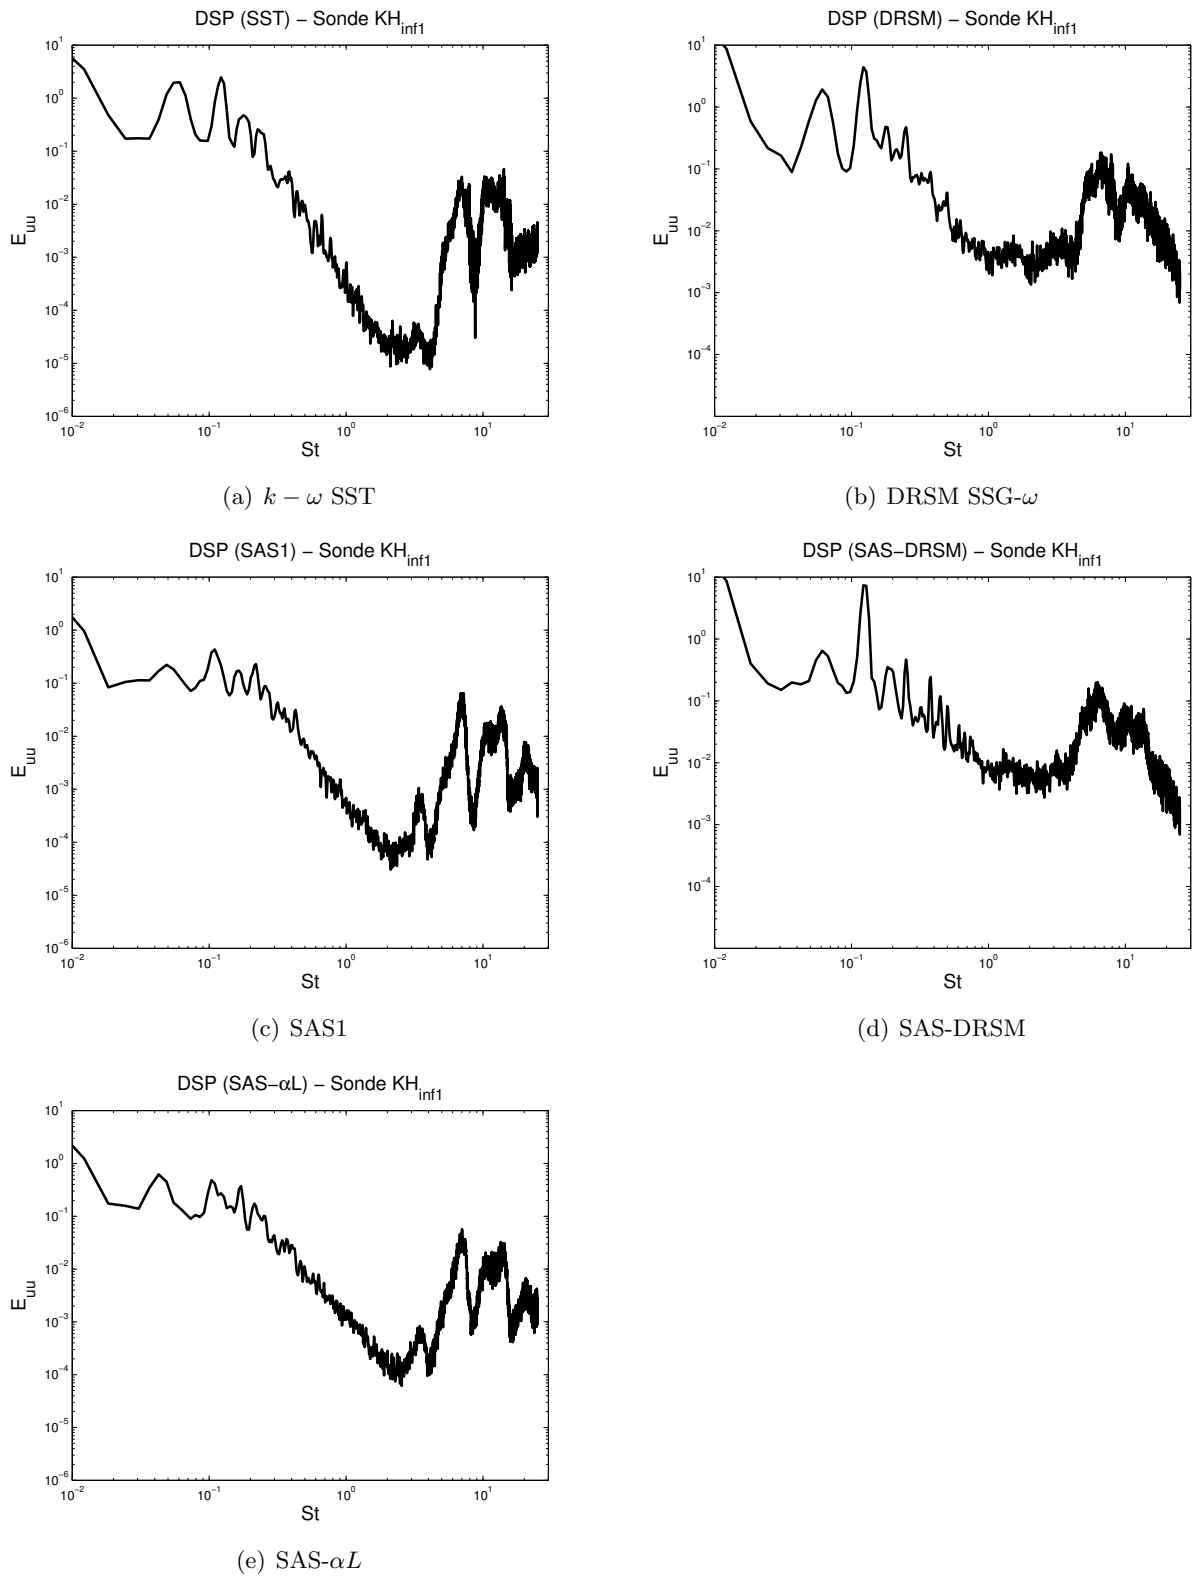 DSP (SST) − Sonde KH_inf1
10^1
10^0
10^−1
10^−2
10^−3
10^−4
10^−5
10^−6
E_uu
10^−2 10^−1 10^0 10^1
St
(a) k − ω SST
DSP (DRSM) − Sonde KH_inf1
10^1
10^0
10^−1
10^−2
10^−3
10^−4
E_uu
10^−2 10^−1 10^0 10^1
St
(b) DRSM SSG-ω
DSP (SAS1) − Sonde KH_inf1
10^1
10^0
10^−1
10^−2
10^−3
10^−4
10^−5
10^−6
E_uu
10^−2 10^−1 10^0 10^1
St
(c) SAS1
DSP (SAS−DRSM) − Sonde KH_inf1
10^1
10^0
10^−1
10^−2
10^−3
10^−4
E_uu
10^−2 10^−1 10^0 10^1
St
(d) SAS-DRSM
DSP (SAS−αL) − Sonde KH_inf1
10^1
10^0
10^−1
10^−2
10^−3
10^−4
10^−5
10^−6
E_uu
10^−2 10^−1 10^0 10^1
St
(e) SAS-αL